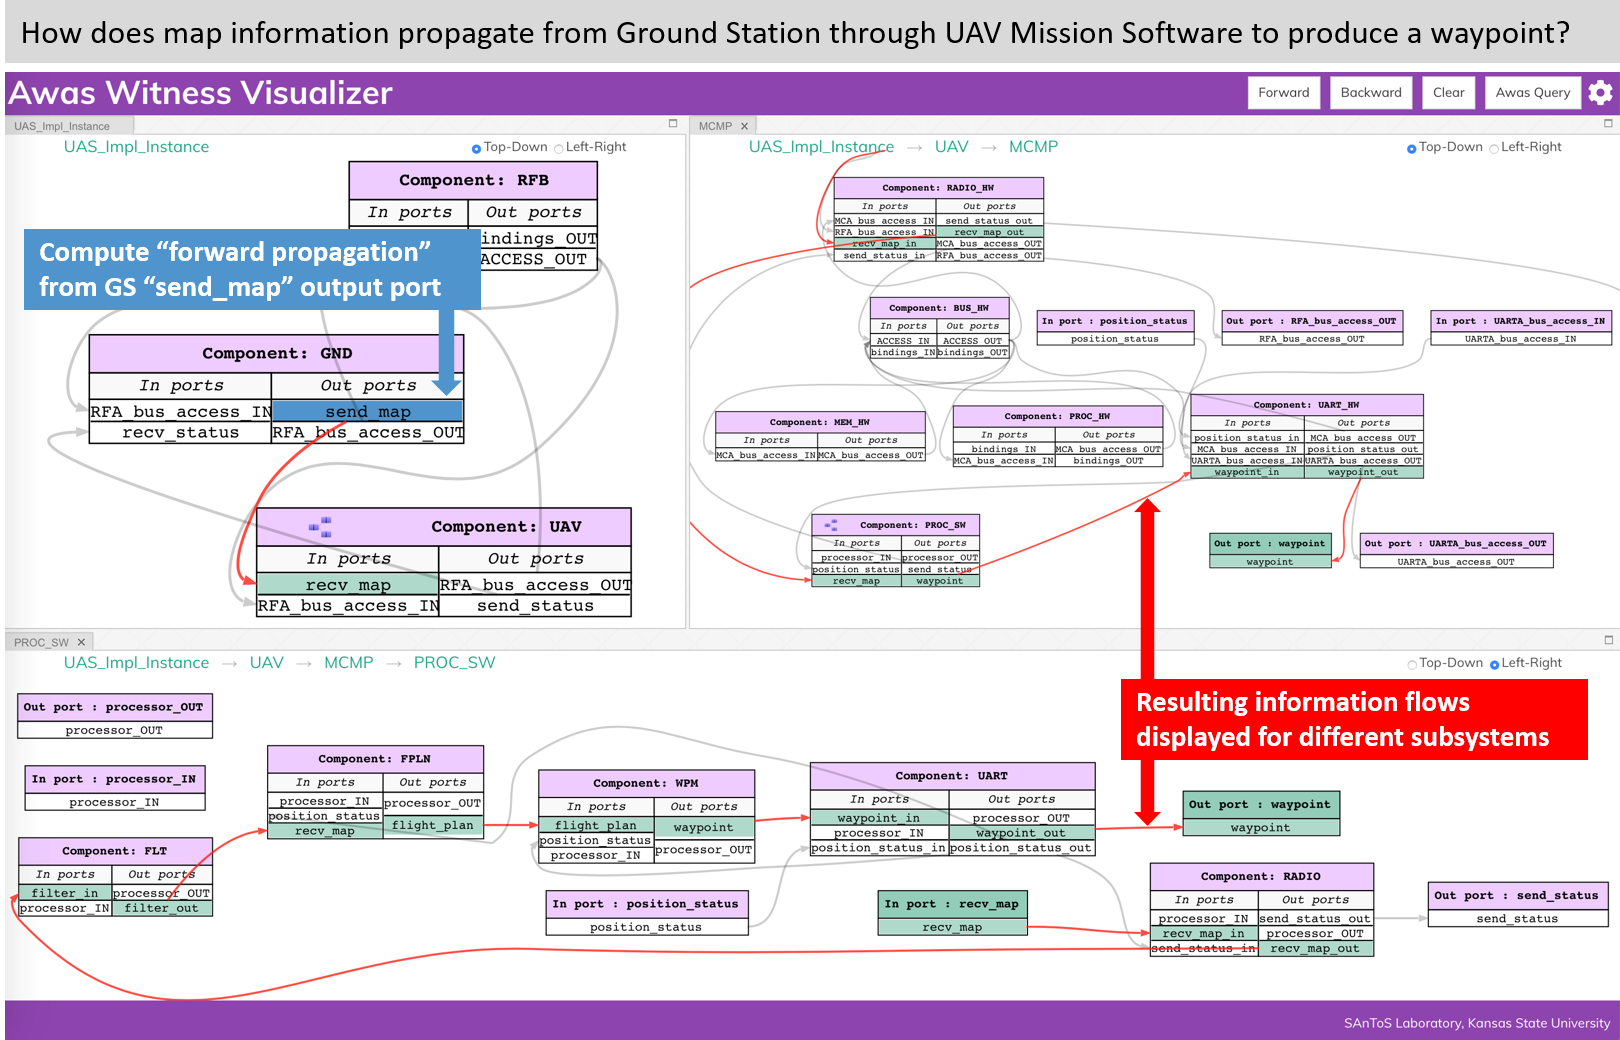 How does map information propagate from Ground Station through UAV Mission Software to produce a waypoint?
Awas Witness Visualizer
Forward
Backward
Clear
Awas Query
UAS_Impl_Instance
UAS_Impl_Instance
Top-Down
Left-Right
Component: RFB
In ports
Out ports
indings_OUT
ACCESS_OUT
Compute “forward propagation”
from GS “send_map” output port
Component: GND
In ports
Out ports
RFA_bus_access_IN
send_map
recv_status
RFA_bus_access_OUT
Component: UAV
In ports
Out ports
recv_map
RFA_bus_access_OUT
RFA_bus_access_IN
send_status
MCMP ×
UAS_Impl_Instance → UAV → MCMP
Top-Down
Left-Right
Component: RADIO_HW
In ports
Out ports
MCA_bus_access_IN
send_status_out
RFA_bus_access_IN
recv_map_out
recv_map_in
MCA_bus_access_OUT
send_status_in
RFA_bus_access_OUT
Component: BUS_HW
In ports
Out ports
ACCESS_IN
ACCESS_OUT
bindings_IN
bindings_OUT
In port : position_status
position_status
Out port : RFA_bus_access_OUT
RFA_bus_access_OUT
In port : UARTA_bus_access_IN
UARTA_bus_access_IN
Component: MEM_HW
In ports
Out ports
MCA_bus_access_IN
MCA_bus_access_OUT
Component: PROC_HW
In ports
Out ports
bindings_IN
MCA_bus_access_OUT
MCA_bus_access_IN
bindings_OUT
Component: UART_HW
In ports
Out ports
position_status_in
MCA_bus_access_OUT
MCA_bus_access_IN
position_status_out
UARTA_bus_access_IN
UARTA_bus_access_OUT
waypoint_in
waypoint_out
Component: PROC_SW
In ports
Out ports
processor_IN
processor_OUT
position_status
send_status
recv_map
waypoint
Out port : waypoint
waypoint
Out port : UARTA_bus_access_OUT
UARTA_bus_access_OUT
Resulting information flows
displayed for different subsystems
PROC_SW ×
UAS_Impl_Instance → UAV → MCMP → PROC_SW
Top-Down
Left-Right
Out port : processor_OUT
processor_OUT
In port : processor_IN
processor_IN
Component: FLT
In ports
Out ports
filter_in
processor_OUT
processor_IN
filter_out
Component: FPLN
In ports
Out ports
processor_IN
processor_OUT
position_status
recv_map
flight_plan
Component: WPM
In ports
Out ports
flight_plan
waypoint
position_status
processor_IN
processor_OUT
In port : position_status
position_status
Component: UART
In ports
Out ports
waypoint_in
processor_OUT
processor_IN
waypoint_out
position_status_in
position_status_out
In port : recv_map
recv_map
Out port : waypoint
waypoint
Component: RADIO
In ports
Out ports
processor_IN
send_status_out
recv_map_in
processor_OUT
send_status_in
recv_map_out
Out port : send_status
send_status
SAnToS Laboratory, Kansas State University